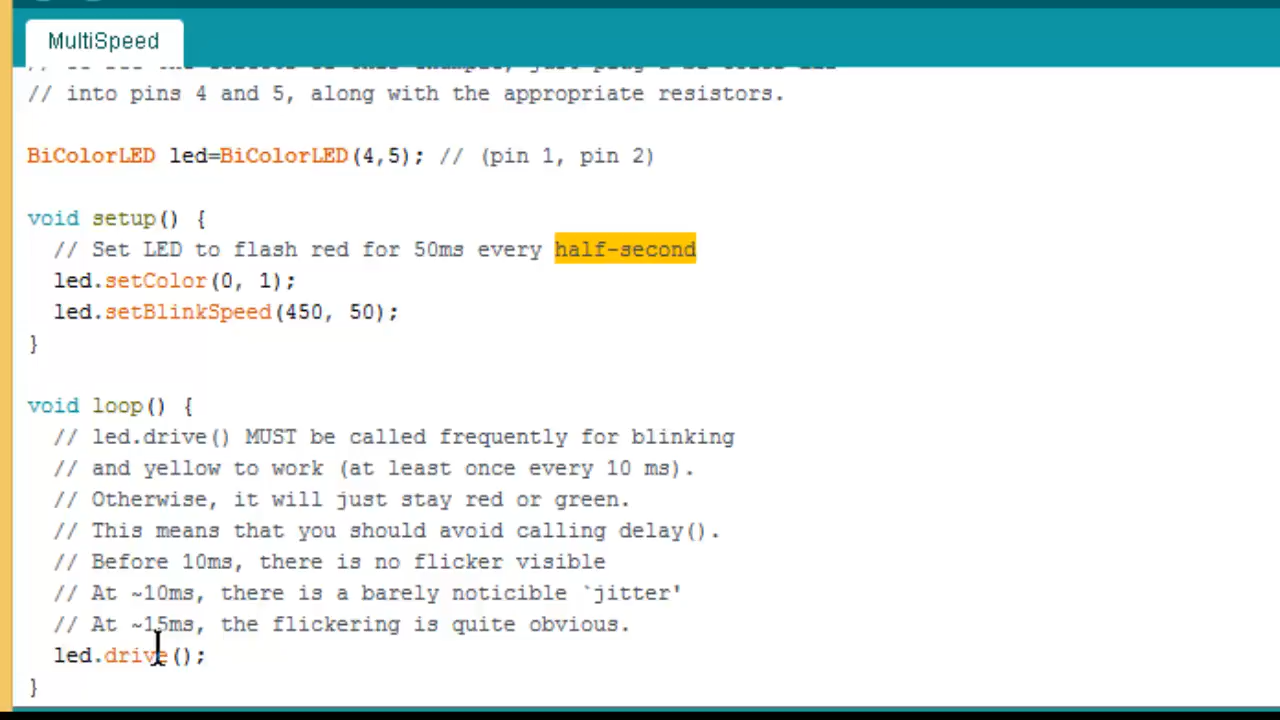 MultiSpeed
// into pins 4 and 5, along with the appropriate resistors.
BiColorLED led=BiColorLED(4,5); // (pin 1, pin 2)
void setup() {
// Set LED to flash red for 50ms every half-second
led.setColor(0, 1);
led.setBlinkSpeed(450, 50);
}
void loop() {
// led.drive() MUST be called frequently for blinking
// and yellow to work (at least once every 10 ms).
// Otherwise, it will just stay red or green.
// This means that you should avoid calling delay().
// Before 10ms, there is no flicker visible
// At ~10ms, there is a barely noticible `jitter'
// At ~15ms, the flickering is quite obvious.
led.drive();
}